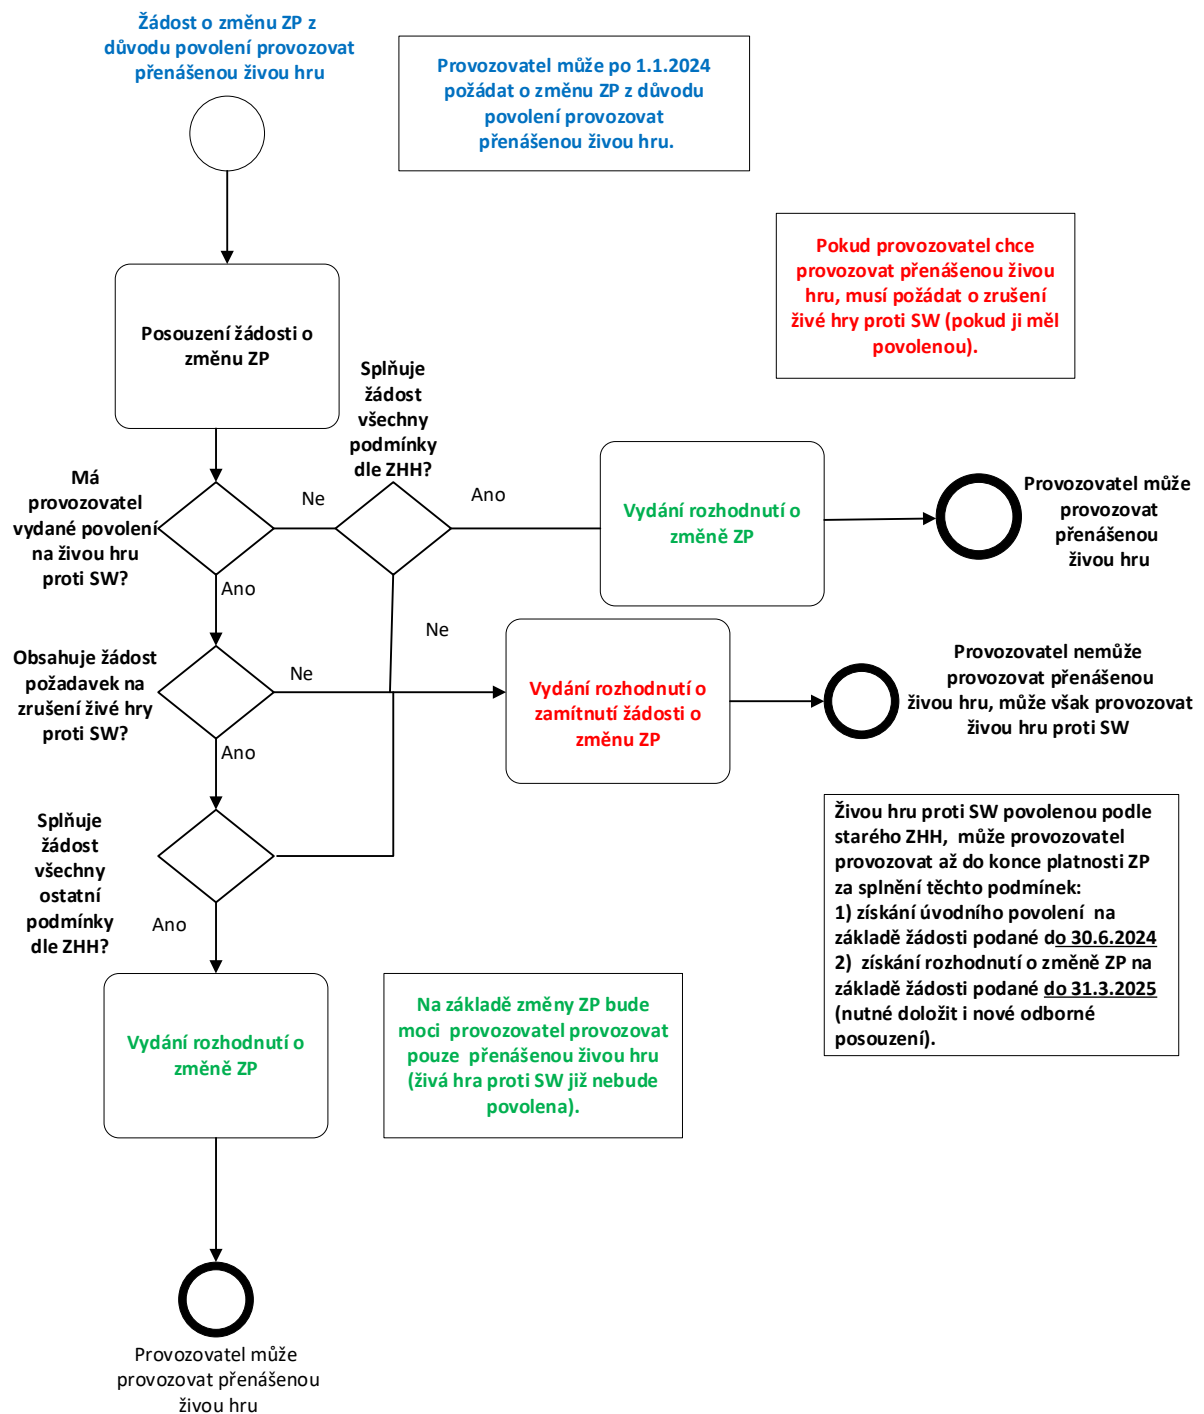 Žádost o změnu ZP z
důvodu povolení provozovat
přenášenou živou hru
Provozovatel může po 1.1.2024
požádat o změnu ZP z důvodu
povolení provozovat
přenášenou živou hru.
Pokud provozovatel chce
provozovat přenášenou živou
hru, musí požádat o zrušení
živé hry proti SW (pokud ji měl
povolenou).
Posouzení žádosti o
změnu ZP
Splňuje
žádost
všechny
podmínky
dle ZHH?
Má
provozovatel
vydané povolení
na živou hru
proti SW?
Ne
Ano
Vydání rozhodnutí o
změně ZP
Provozovatel může
provozovat
přenášenou
živou hru
Ano
Ne
Obsahuje žádost
požadavek na
zrušení živé hry
proti SW?
Ne
Vydání rozhodnutí o
zamítnutí žádosti o
změnu ZP
Provozovatel nemůže
provozovat přenášenou
živou hru, může však provozovat
živou hru proti SW
Ano
Splňuje
žádost
všechny
ostatní
podmínky
dle ZHH?
Ano
Živou hru proti SW povolenou podle
starého ZHH, může provozovatel
provozovat až do konce platnosti ZP
za splnění těchto podmínek:
1) získání úvodního povolení na
základě žádosti podané do 30.6.2024
2) získání rozhodnutí o změně ZP na
základě žádosti podané do 31.3.2025
(nutné doložit i nové odborné
posouzení).
Vydání rozhodnutí o
změně ZP
Na základě změny ZP bude
moci provozovatel provozovat
pouze přenášenou živou hru
(živá hra proti SW již nebude
povolena).
Provozovatel může
provozovat přenášenou
živou hru